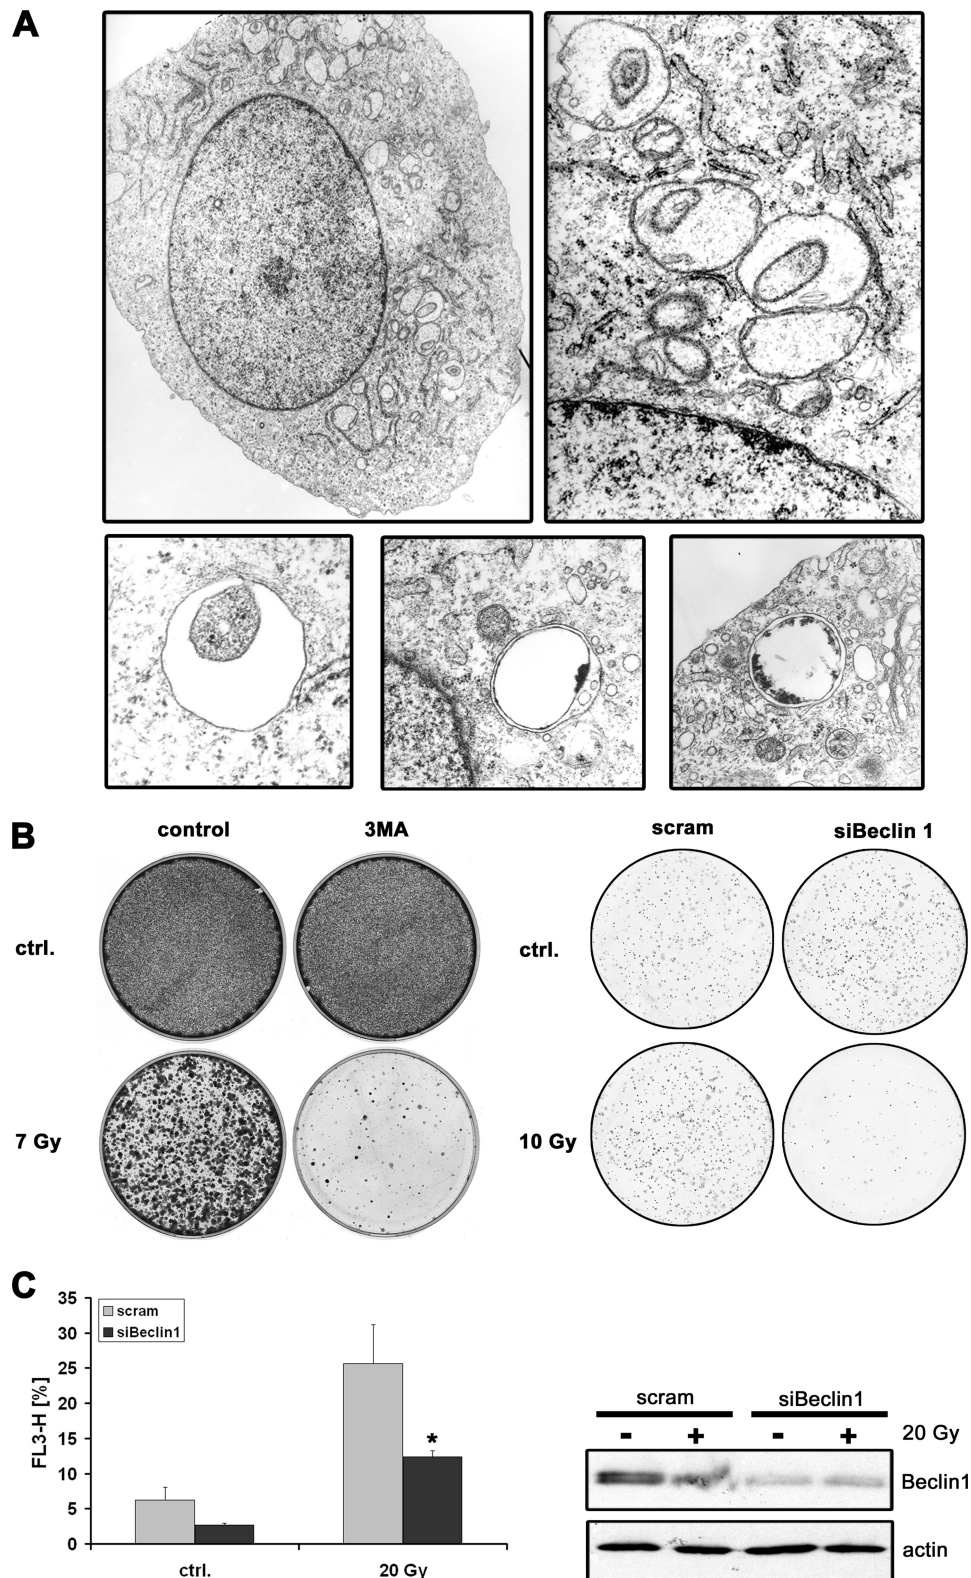 A
B
control 3MA
scram siBeclin 1
ctrl.
ctrl.
7 Gy
10 Gy
C
35
30
25
20
15
10
5
0
FL3-H [%]
scram
siBeclin1
*
ctrl. 20 Gy
scram siBeclin1
- + - + 20 Gy
Beclin1
actin